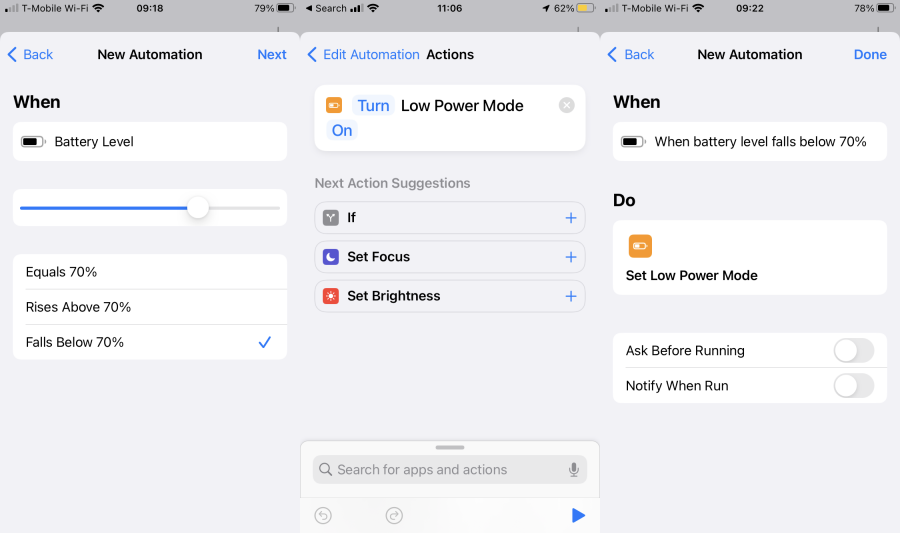 T-Mobile Wi-Fi 09:18 79%
Back New Automation Next
When
Battery Level
Equals 70%
Rises Above 70%
Falls Below 70%
Search 11:06 62%
Edit Automation Actions
Turn Low Power Mode
On
Next Action Suggestions
If
Set Focus
Set Brightness
Search for apps and actions
T-Mobile Wi-Fi 09:22 78%
Back New Automation Done
When
When battery level falls below 70%
Do
Set Low Power Mode
Ask Before Running
Notify When Run